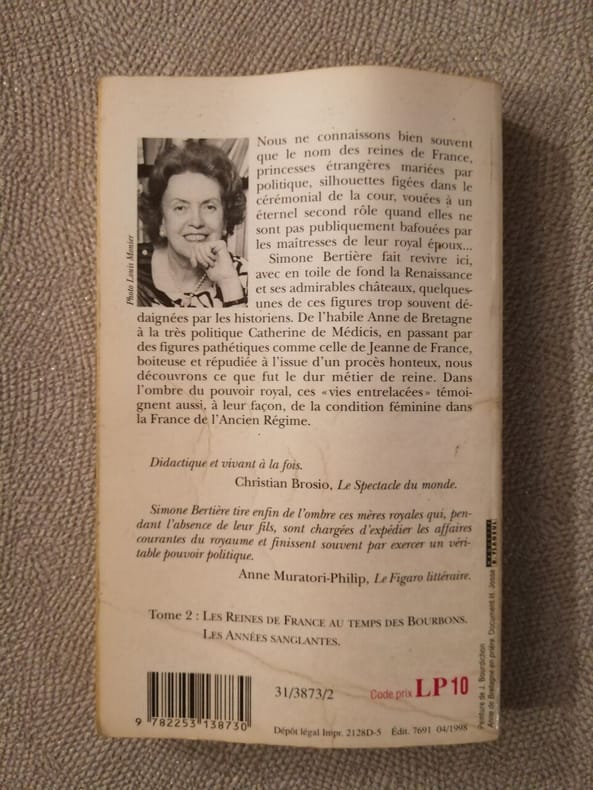 Nous ne connaissons bien souvent
que le nom des reines de France,
princesses étrangères mariées par
politique, silhouettes figées dans le
cérémonial de la cour, vouées à un
éternel second rôle quand elles ne
sont pas publiquement bafouées par
les maîtresses de leur royal époux...
Simone Bertière fait revivre ici,
avec en toile de fond la Renaissance
et ses admirables châteaux, quelques-
unes de ces figures trop souvent dé-
daignées par les historiens. De l'habile Anne de Bretagne
à la très politique Catherine de Médicis, en passant par
des figures pathétiques comme celle de Jeanne de France,
boiteuse et répudiée à l'issue d'un procès honteux, nous
découvrons ce que fut le dur métier de reine. Dans
l'ombre du pouvoir royal, ces «vies entrelacées» témoi-
gnent aussi, à leur façon, de la condition féminine dans
la France de l'Ancien Régime.
Photo Louis Monier
Didactique et vivant à la fois.
Christian Brosio, Le Spectacle du monde.
Simone Bertière tire enfin de l'ombre ces mères royales qui, pen-
dant l'absence de leur fils, sont chargées d'expédier les affaires
courantes du royaume et finissent souvent par exercer un véri-
table pouvoir politique.
Anne Muratori-Philip, Le Figaro littéraire.
Tome 2 : LES REINES DE FRANCE AU TEMPS DES BOURBONS.
LES ANNÉES SANGLANTES.
31/3873/2
Code prix LP10
9 782253 138730
Dépôt légal Impr. 2128D-5 Édit. 7691 04/1998
Peinture de J. Bourdichon
Anne de Bretagne en prière. Document H. Josse